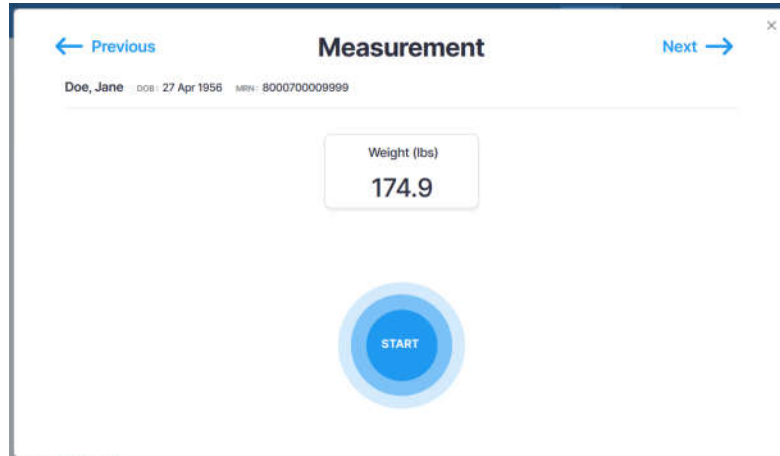 ← Previous Measurement Next →
Doe, Jane DOB: 27 Apr 1956 MRN: 8000700009999
Weight (lbs)
174.9
START